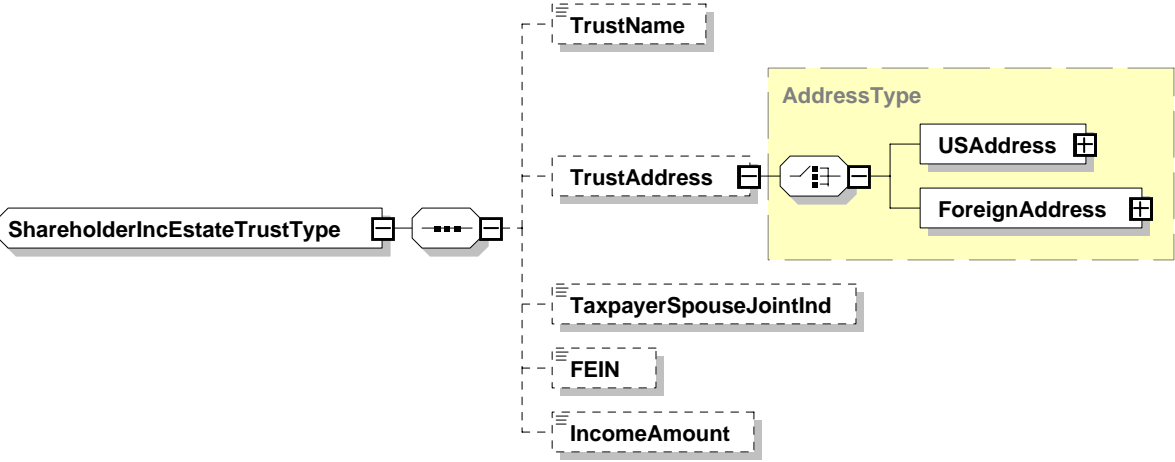 TrustName
AddressType
USAddress
TrustAddress
ForeignAddress
ShareholderIncEstateTrustType
TaxpayerSpouseJointInd
FEIN
IncomeAmount